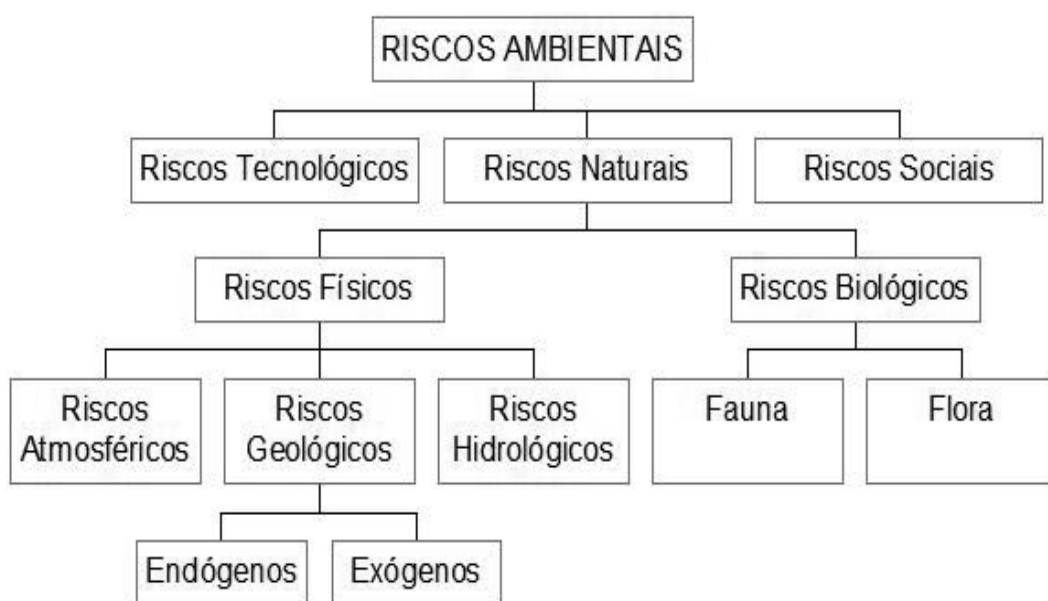 RISCOS AMBIENTAIS
Riscos Tecnológicos
Riscos Naturais
Riscos Sociais
Riscos Físicos
Riscos Biológicos
Riscos
Atmosféricos
Riscos
Geológicos
Riscos
Hidrológicos
Fauna
Flora
Endógenos
Exógenos